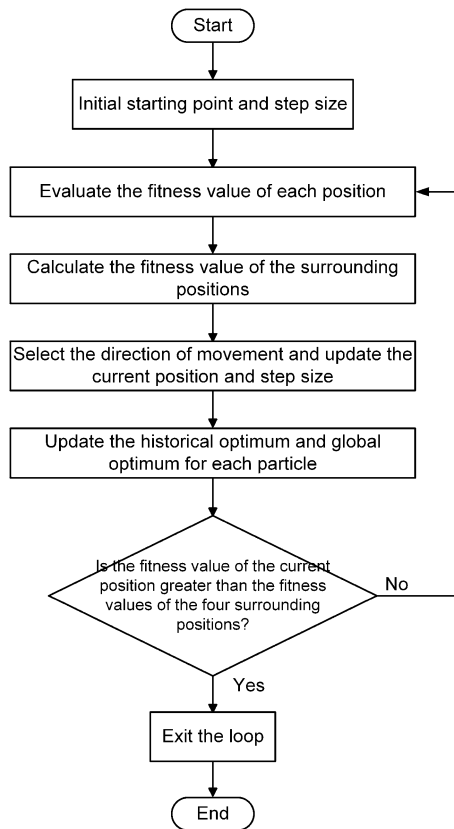 Start
Initial starting point and step size
Evaluate the fitness value of each position
Calculate the fitness value of the surrounding
positions
Select the direction of movement and update the
current position and step size
Update the historical optimum and global
optimum for each particle
Is the fitness value of the current
position greater than the fitness
values of the four surrounding
positions?
No
Yes
Exit the loop
End